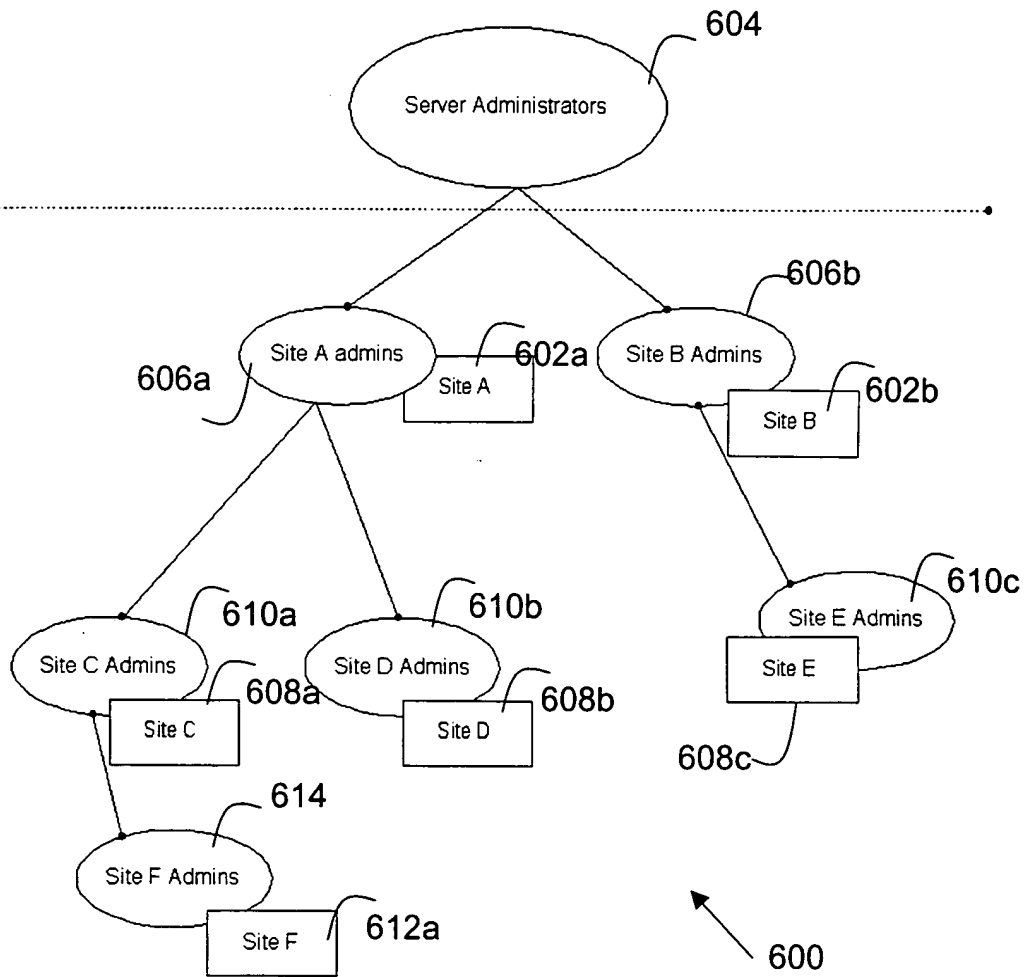 604
Server Administrators
606b
Site A admins
602a
Site B Admins
606a
Site A
602b
Site B
610a
610b
610c
Site C Admins
Site D Admins
Site E Admins
608a
608b
Site E
Site C
Site D
608c
614
Site F Admins
612a
Site F
600